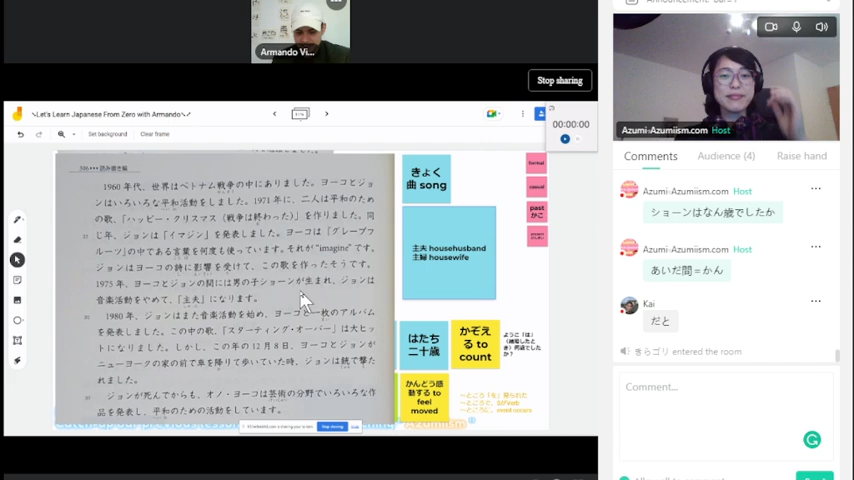 Armando Vi...
Stop sharing
↘Let's Learn Japanese From Zero with Armando↘
00:00:00
Set background
Clear frame
1960 年代、世界はベトナム戦争の中にありました。ヨーコとジョ
ンはいろいろな平和活動をしました。1971 年に、二人は平和のため
の歌、「ハッピー・クリスマス (戦争は終わった)」を作りました。同
じ年、ジョンは「イマジン」を発表しました。ヨーコは「グレープフ
ルーツ」の中である言葉を何度も使っています。それが"imagine"です。
ジョンはヨーコの詩に影響を受けて、この歌を作ったそうです。
1975 年、ヨーコとジョンの間には男の子ショーンが生まれ、ジョンは
音楽活動をやめて、「主夫」になります。
1980 年、ジョンはまた音楽活動を始め、ヨーコと一枚のアルバム
を発表しました。この中の歌、「スターティング・オーバー」は大ヒッ
トになりました。しかし、この年の 12 月 8 日、ヨーコとジョンが
ニューヨークの家の前で車を降りて歩いていた時、ジョンは銃で撃た
れました。
ジョンが死んでからも、オノ・ヨーコは芸術の分野でいろいろな作
品を発表し、平和のための活動をしています。
きょく
曲 song
主夫 househusband
主婦 housewife
はたち
二十歳
かぞえ
る to
count
かんどう感
動する to
feel
moved
formal
casual
past
かこ
Stop sharing
Azumi-Azumiism.com Host
Comments
Audience (4)
Raise hand
Azumi-Azumiism.com Host
ショーンはなん歳でしたか
Azumi-Azumiism.com Host
あいだ間＝かん
Kai
だと
きらゴリ entered the room
Comment...